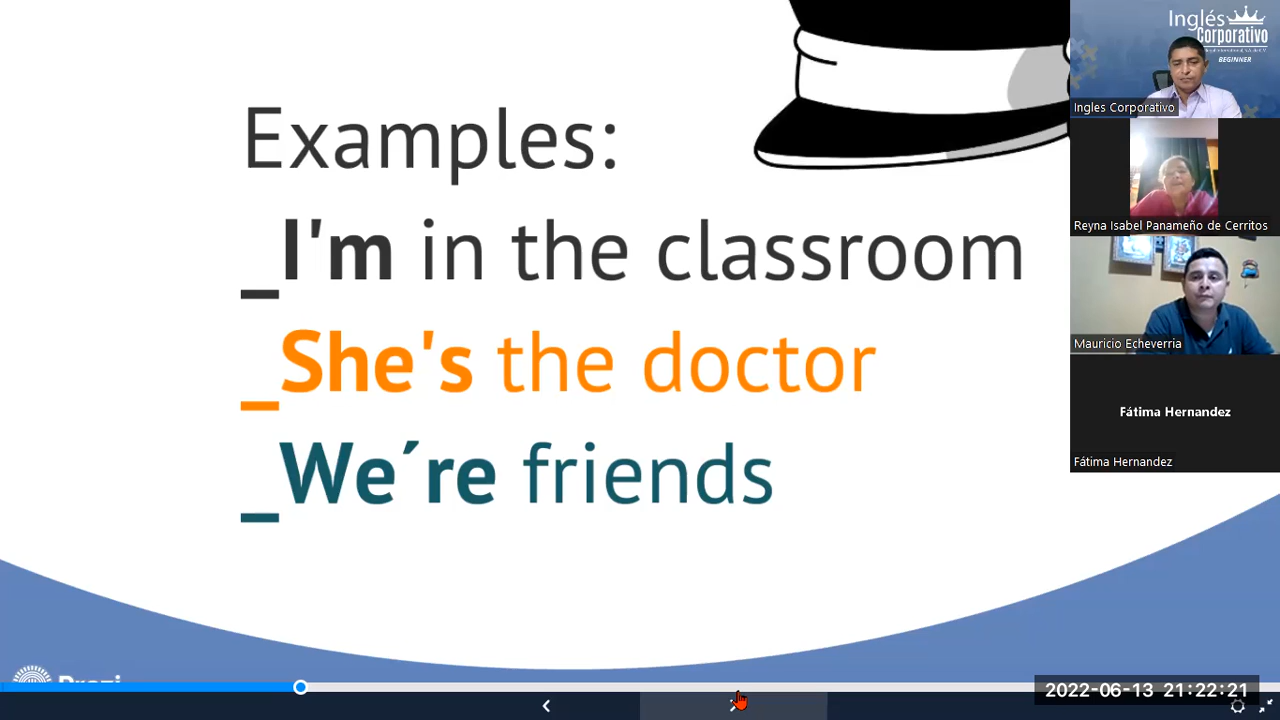 Examples:
_I'm in the classroom
_She's the doctor
_We´re friends
Inglés
Corporativo
BEGINNER
Ingles Corporativo
Reyna Isabel Panameño de Cerritos
Mauricio Echeverria
Fátima Hernandez
Fátima Hernandez
Prezi
2022-06-13 21:22:21